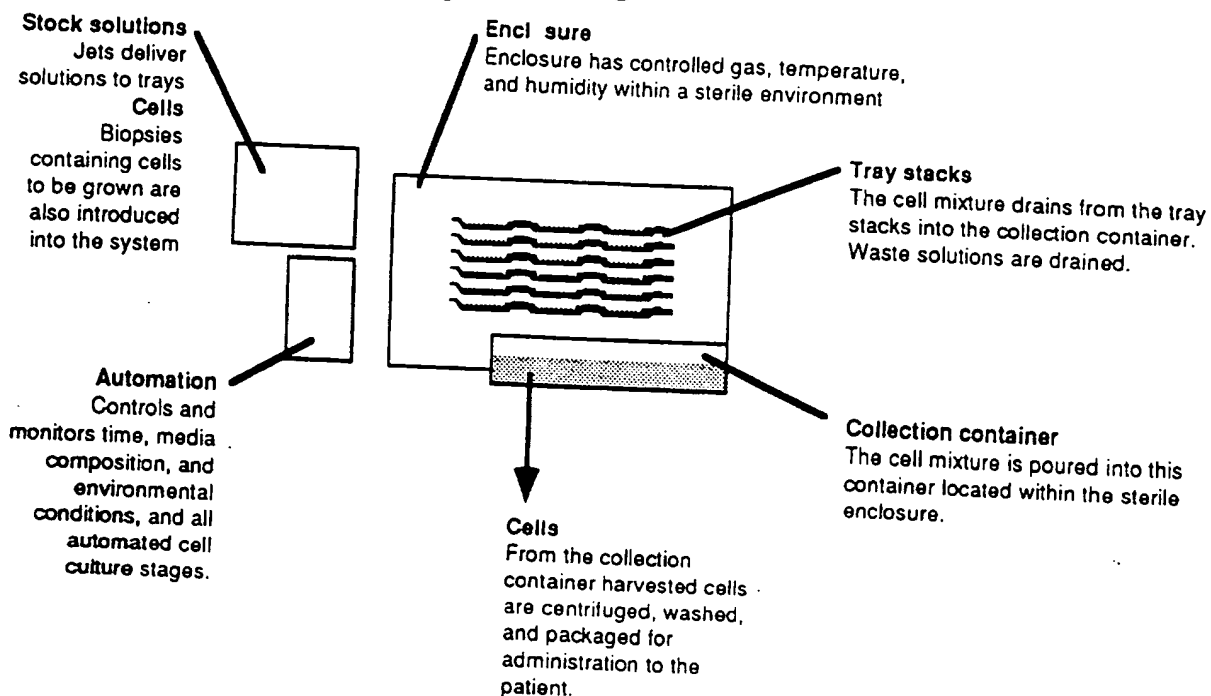 Stock solutions
Jets deliver
solutions to trays
Cells
Biopsies
containing cells
to be grown are
also introduced
into the system
Encl sure
Enclosure has controlled gas, temperature,
and humidity within a sterile environment
Tray stacks
The cell mixture drains from the tray
stacks into the collection container.
Waste solutions are drained.
Automation
Controls and
monitors time, media
composition, and
environmental
conditions, and all
automated cell
culture stages.
Collection container
The cell mixture is poured into this
container located within the sterile
enclosure.
Cells
From the collection
container harvested cells
are centrifuged, washed,
and packaged for
administration to the
patient.